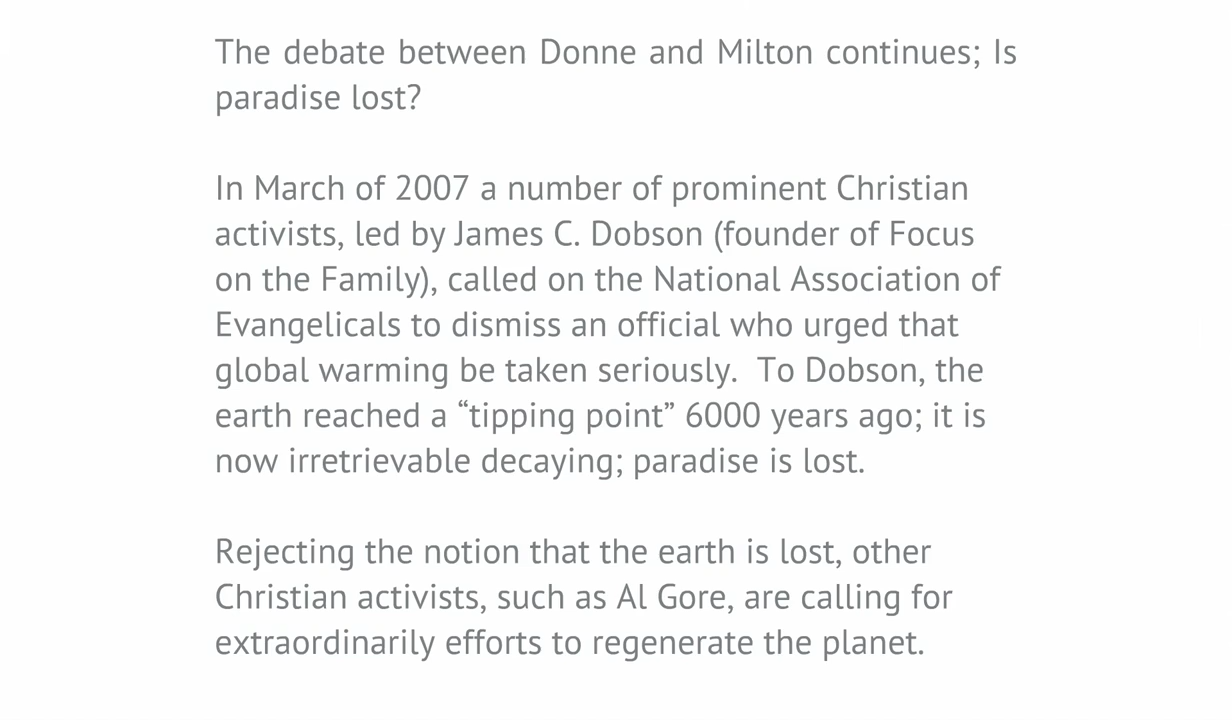 The debate between Donne and Milton continues; Is
paradise lost?
In March of 2007 a number of prominent Christian
activists, led by James C. Dobson (founder of Focus
on the Family), called on the National Association of
Evangelicals to dismiss an official who urged that
global warming be taken seriously.  To Dobson, the
earth reached a “tipping point” 6000 years ago; it is
now irretrievable decaying; paradise is lost.
Rejecting the notion that the earth is lost, other
Christian activists, such as Al Gore, are calling for
extraordinarily efforts to regenerate the planet.